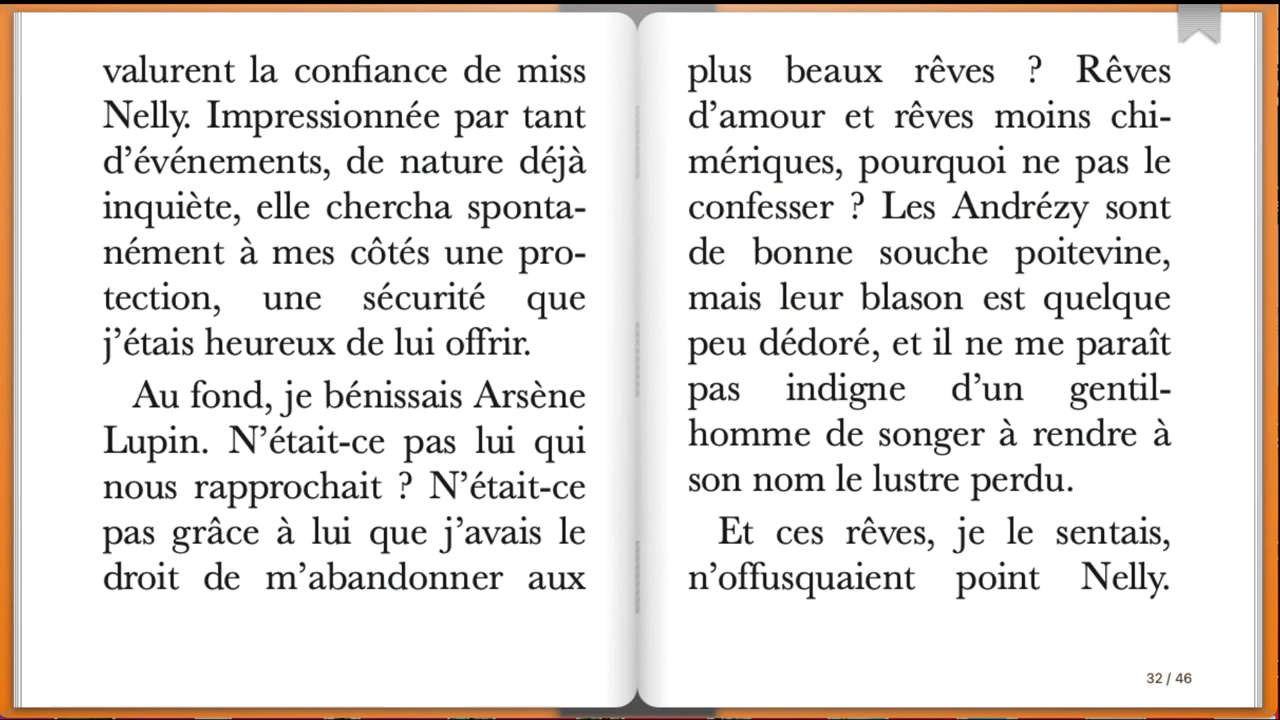 valurent la confiance de miss
Nelly. Impressionnée par tant
d’événements, de nature déjà
inquiète, elle chercha sponta-
nément à mes côtés une pro-
tection, une sécurité que
j’étais heureux de lui offrir.
Au fond, je bénissais Arsène
Lupin. N’était-ce pas lui qui
nous rapprochait ? N’était-ce
pas grâce à lui que j’avais le
droit de m’abandonner aux
plus beaux rêves ? Rêves
d’amour et rêves moins chi-
mériques, pourquoi ne pas le
confesser ? Les Andrézy sont
de bonne souche poitevine,
mais leur blason est quelque
peu dédoré, et il ne me paraît
pas indigne d’un gentil-
homme de songer à rendre à
son nom le lustre perdu.
Et ces rêves, je le sentais,
n’offusquaient point Nelly.
32 / 46